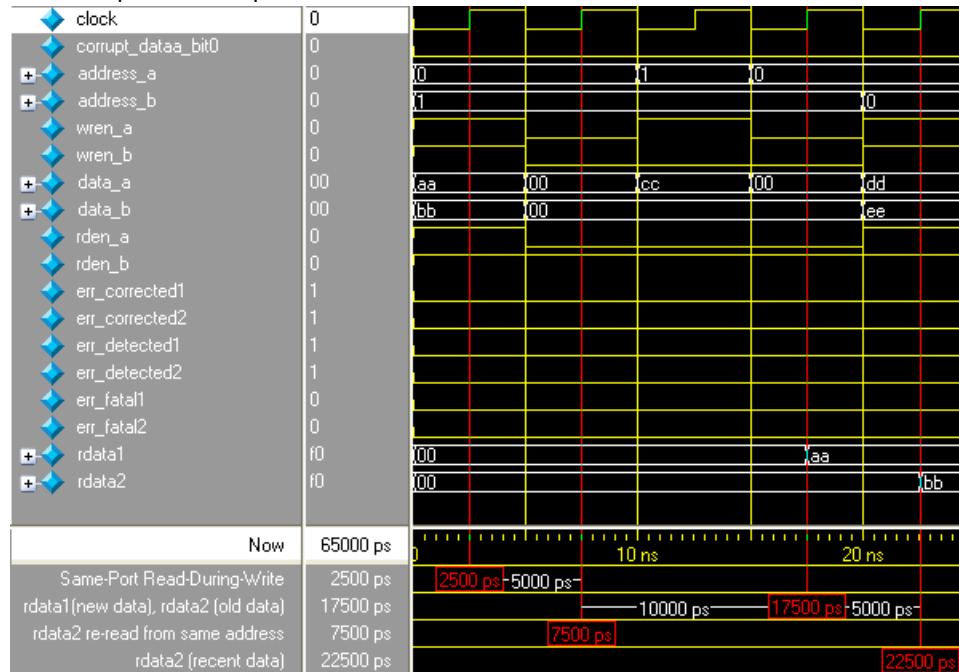 clock 0
corrupt_dataa_bit0 0
address_a 0 0 1 0
address_b 0 1 0
wren_a 0
wren_b 0
data_a 00 aa 00 cc 00 dd
data_b 00 bb 00 ee
rden_a 0
rden_b 0
err_corrected1 1
err_corrected2 1
err_detected1 1
err_detected2 1
err_fatal1 0
err_fatal2 0
rdata1 f0 00 aa
rdata2 f0 00 bb
Now 65000 ps 0 10 ns 20 ns
Same-Port Read-During-Write 2500 ps 2500 ps 5000 ps
rdata1(new data), rdata2 (old data) 17500 ps 10000 ps 17500 ps 5000 ps
rdata2 re-read from same address 7500 ps 7500 ps
rdata2 (recent data) 22500 ps 22500 ps